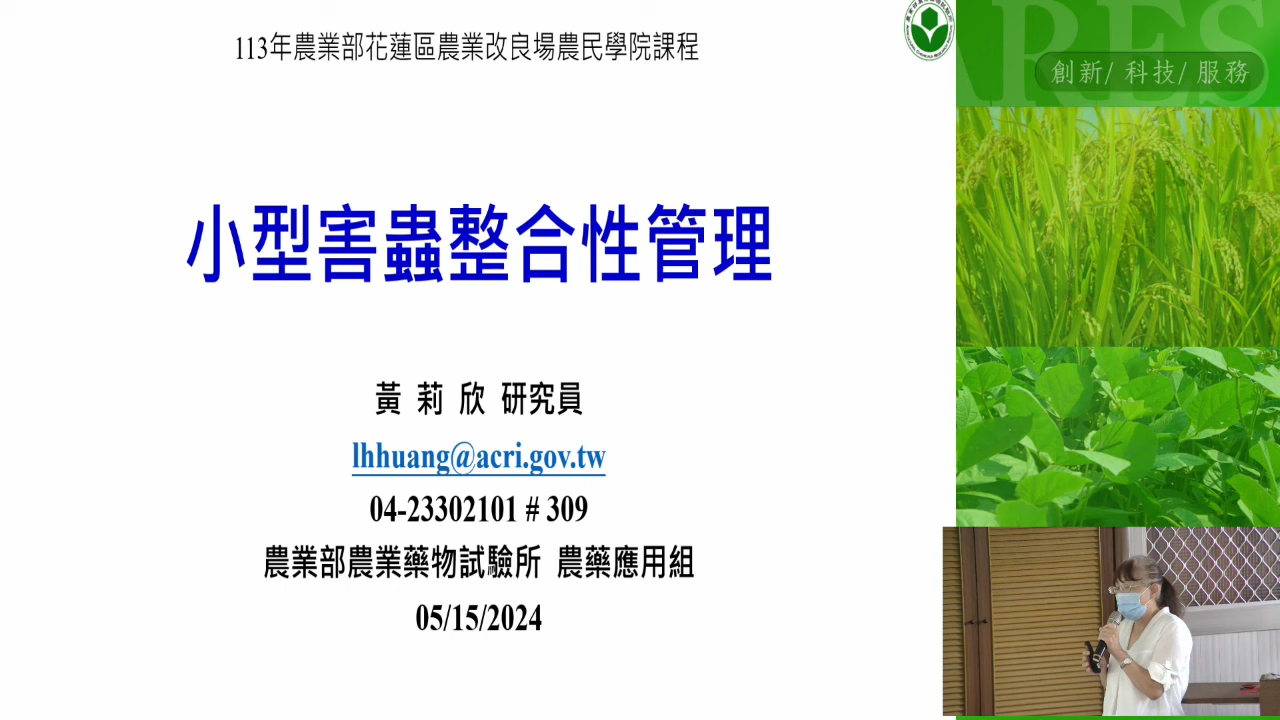 113年農業部花蓮區農業改良場農民學院課程
創新/ 科技/ 服務
小型害蟲整合性管理
黃 莉 欣 研究員
lhhuang@acri.gov.tw
04-23302101 # 309
農業部農業藥物試驗所 農藥應用組
05/15/2024